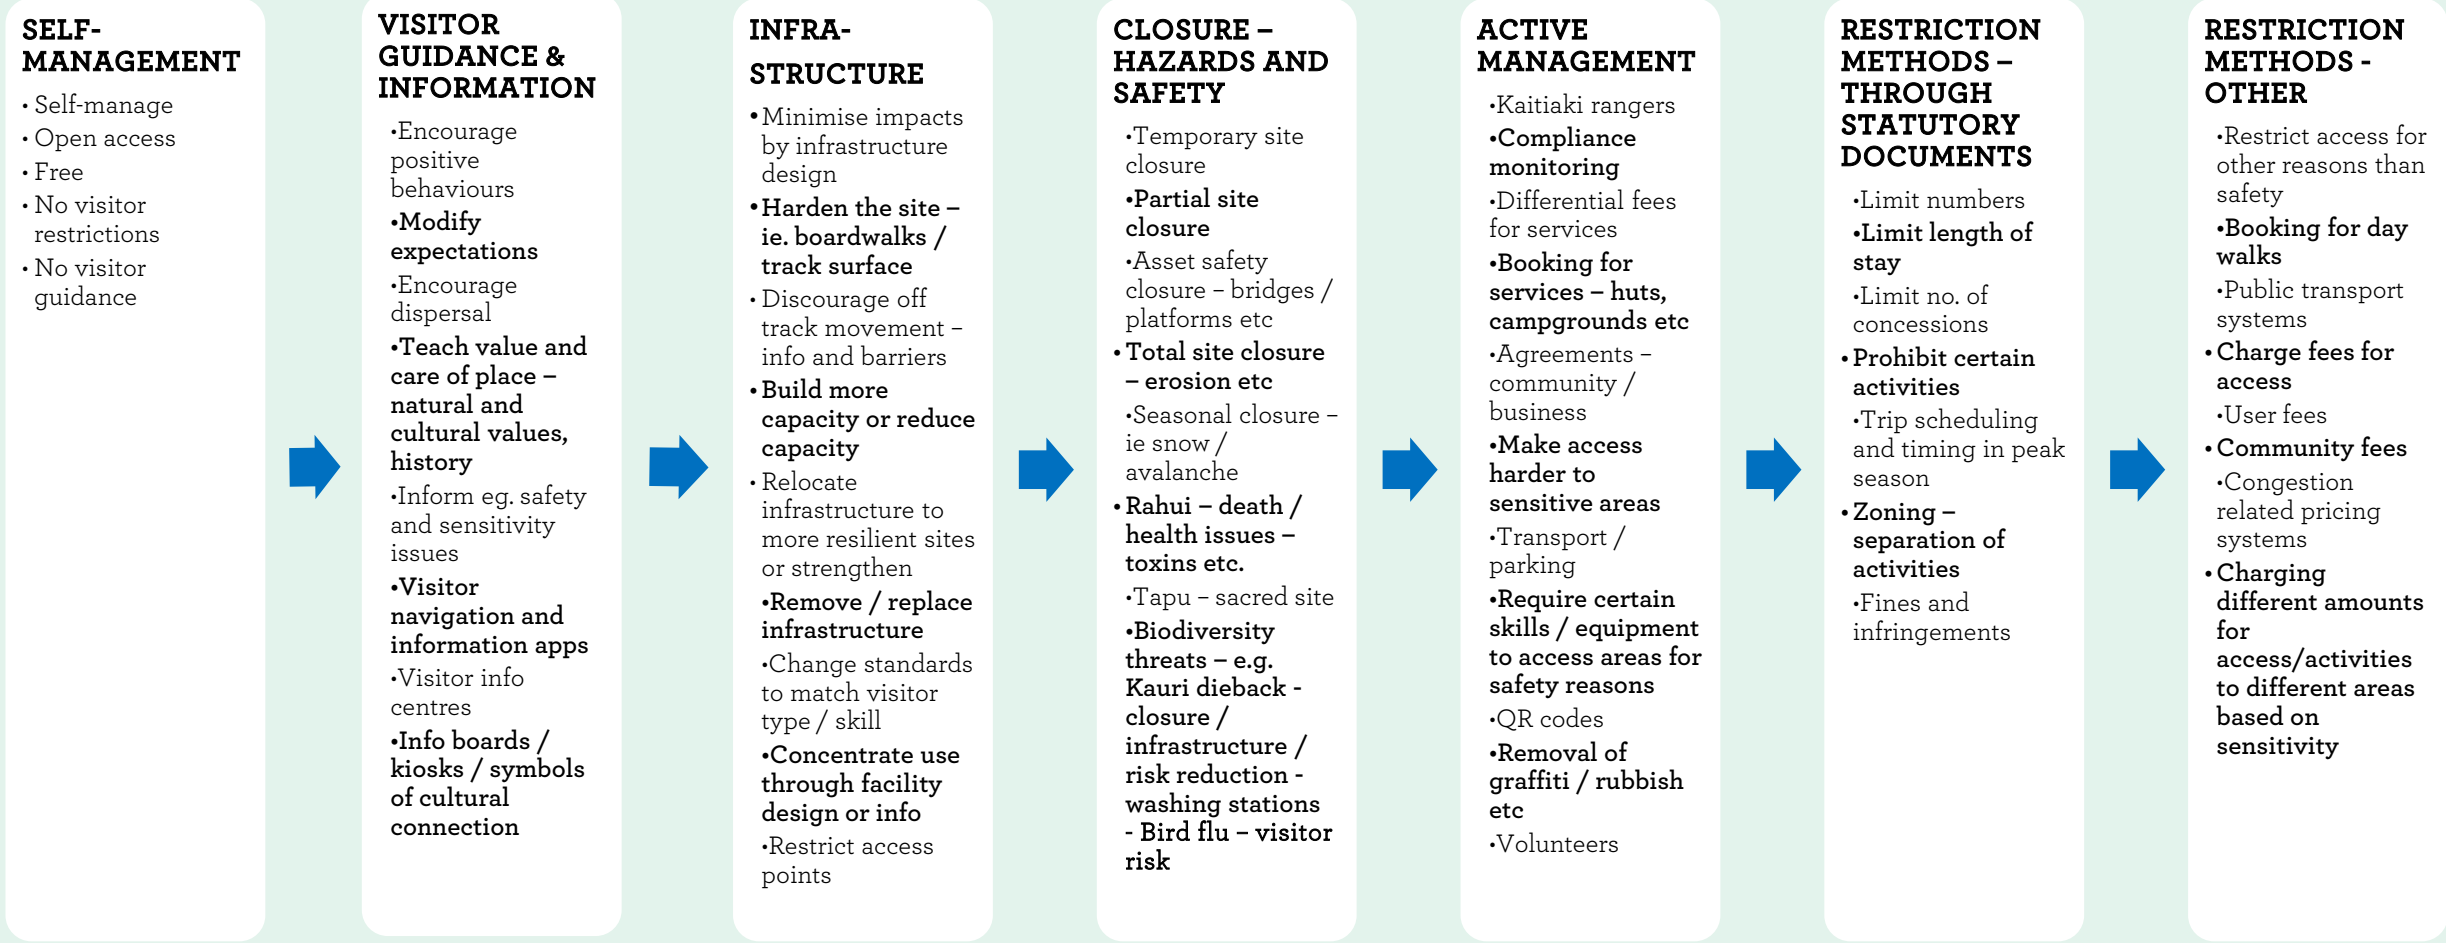 SELF-
MANAGEMENT
• Self-manage
• Open access
• Free
• No visitor
restrictions
• No visitor
guidance
VISITOR
GUIDANCE &
INFORMATION
•Encourage
positive
behaviours
•Modify
expectations
•Encourage
dispersal
•Teach value and
care of place –
natural and
cultural values,
history
•Inform eg. safety
and sensitivity
issues
•Visitor
navigation and
information apps
•Visitor info
centres
•Info boards /
kiosks / symbols
of cultural
connection
INFRA-
STRUCTURE
•Minimise impacts
by infrastructure
design
•Harden the site –
ie. boardwalks /
track surface
• Discourage off
track movement –
info and barriers
• Build more
capacity or reduce
capacity
• Relocate
infrastructure to
more resilient sites
or strengthen
•Remove / replace
infrastructure
•Change standards
to match visitor
type / skill
•Concentrate use
through facility
design or info
•Restrict access
points
CLOSURE –
HAZARDS AND
SAFETY
•Temporary site
closure
•Partial site
closure
•Asset safety
closure – bridges /
platforms etc
• Total site closure
– erosion etc
•Seasonal closure –
ie snow /
avalanche
• Rahui – death /
health issues –
toxins etc.
•Tapu – sacred site
•Biodiversity
threats – e.g.
Kauri dieback -
closure /
infrastructure /
risk reduction -
washing stations
- Bird flu – visitor
risk
ACTIVE
MANAGEMENT
•Kaitiaki rangers
•Compliance
monitoring
•Differential fees
for services
•Booking for
services – huts,
campgrounds etc
•Agreements –
community /
business
•Make access
harder to
sensitive areas
•Transport /
parking
•Require certain
skills / equipment
to access areas for
safety reasons
•QR codes
•Removal of
graffiti / rubbish
etc
•Volunteers
RESTRICTION
METHODS –
THROUGH
STATUTORY
DOCUMENTS
•Limit numbers
•Limit length of
stay
•Limit no. of
concessions
• Prohibit certain
activities
•Trip scheduling
and timing in peak
season
• Zoning –
separation of
activities
•Fines and
infringements
RESTRICTION
METHODS -
OTHER
•Restrict access for
other reasons than
safety
•Booking for day
walks
•Public transport
systems
• Charge fees for
access
•User fees
• Community fees
•Congestion
related pricing
systems
• Charging
different amounts
for
access/activities
to different areas
based on
sensitivity